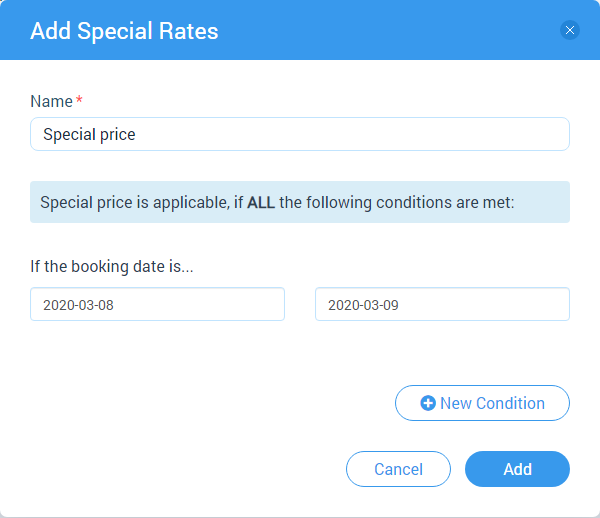 Add Special Rates
Name *
Special price
Special price is applicable, if ALL the following conditions are met:
If the booking date is...
2020-03-08 2020-03-09
New Condition
Cancel Add